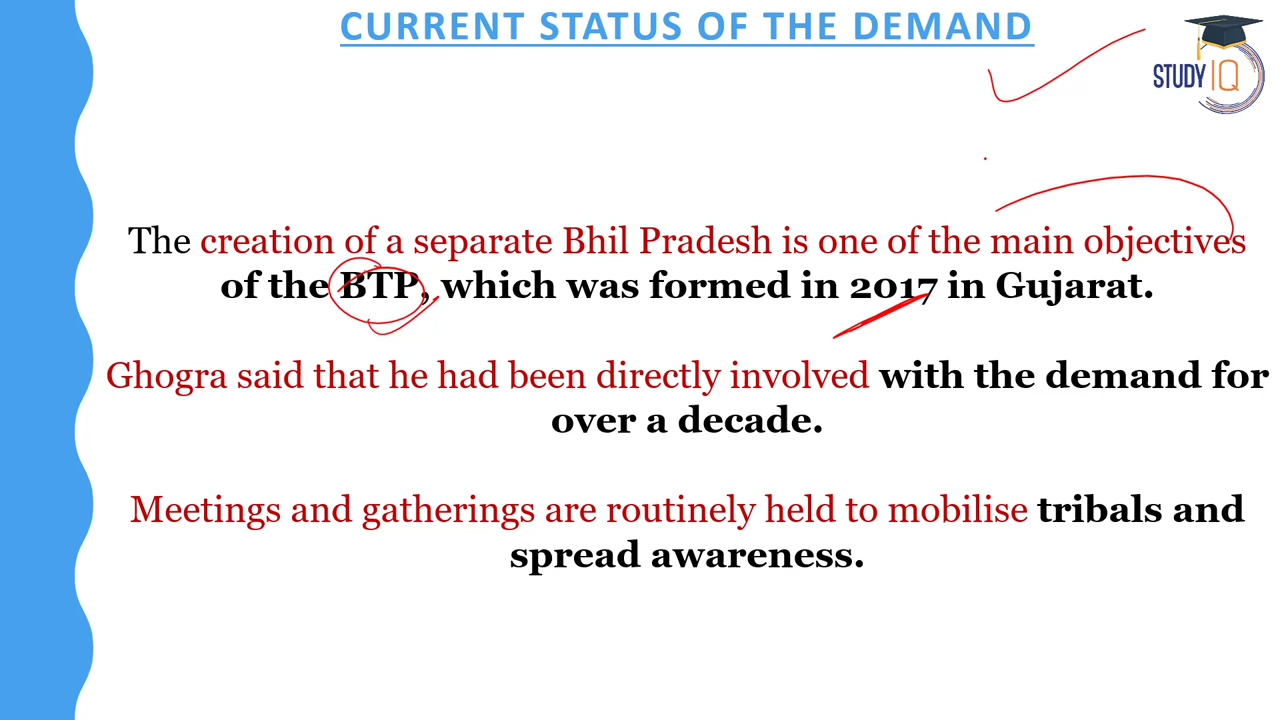 CURRENT STATUS OF THE DEMAND
STUDY IQ
The creation of a separate Bhil Pradesh is one of the main objectives
of the BTP, which was formed in 2017 in Gujarat.
Ghogra said that he had been directly involved with the demand for
over a decade.
Meetings and gatherings are routinely held to mobilise tribals and
spread awareness.